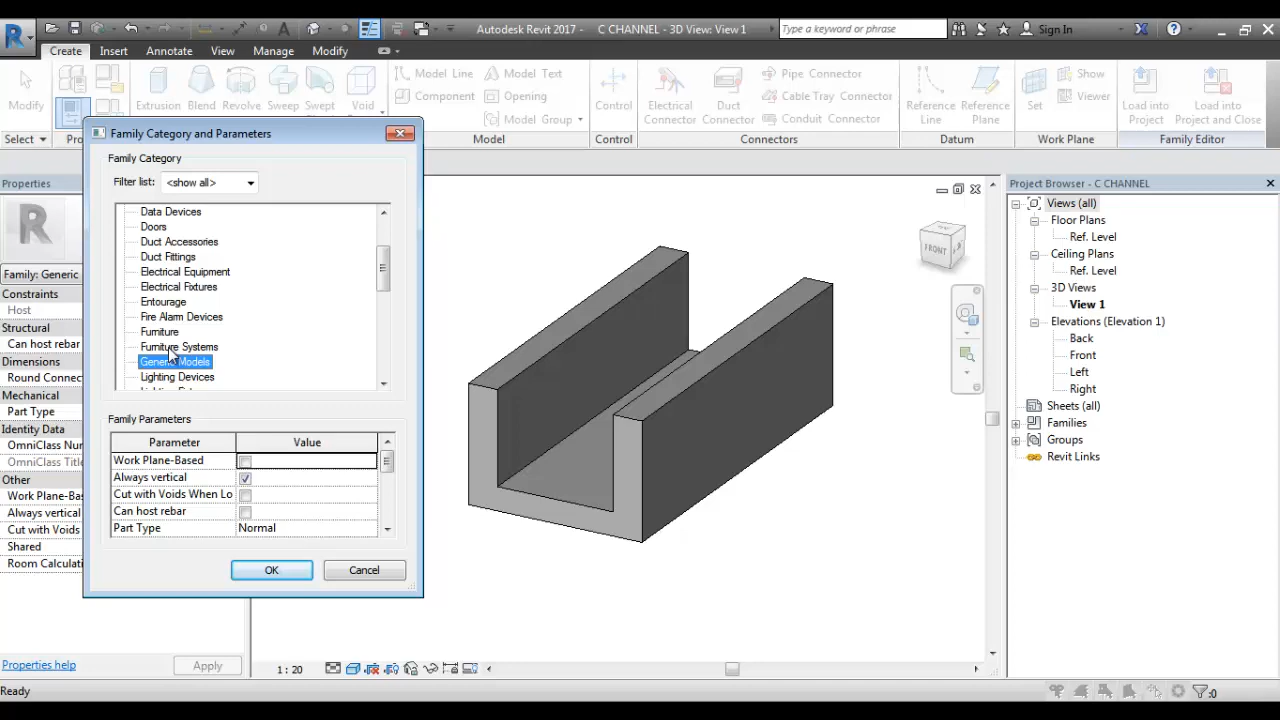 R Autodesk Revit 2017 - C CHANNEL - 3D View: View 1 Type a keyword or phrase Sign In
Create Insert Annotate View Manage Modify
Modify Extrusion Blend Revolve Sweep Swept Model Line Model Text Component Opening Model Group Control Electrical Connector Duct Connector Pipe Connector Cable Tray Connector Conduit Connector Reference Line Reference Plane Set Show Viewer Load into Project Load into Project and Close
Select Model Control Connectors Datum Work Plane Family Editor
Family Category and Parameters
Family Category
Filter list: <show all>
Data Devices
Doors
Duct Accessories
Duct Fittings
Electrical Equipment
Electrical Fixtures
Entourage
Fire Alarm Devices
Furniture
Furniture Systems
Generic Models
Lighting Devices
Family Parameters
Parameter Value
Work Plane-Based
Always vertical
Cut with Voids When Lo
Can host rebar
Part Type Normal
OK Cancel
Properties
R
Family: Generic
Constraints
Host
Structural
Can host rebar
Dimensions
Round Connec
Mechanical
Part Type
Identity Data
OmniClass Num
OmniClass Title
Other
Work Plane-Bas
Always vertical
Cut with Voids
Shared
Room Calculati
Properties help Apply
FRONT
1 : 20
Project Browser - C CHANNEL
Views (all)
Floor Plans
Ref. Level
Ceiling Plans
Ref. Level
3D Views
View 1
Elevations (Elevation 1)
Back
Front
Left
Right
Sheets (all)
Families
Groups
Revit Links
Ready :0